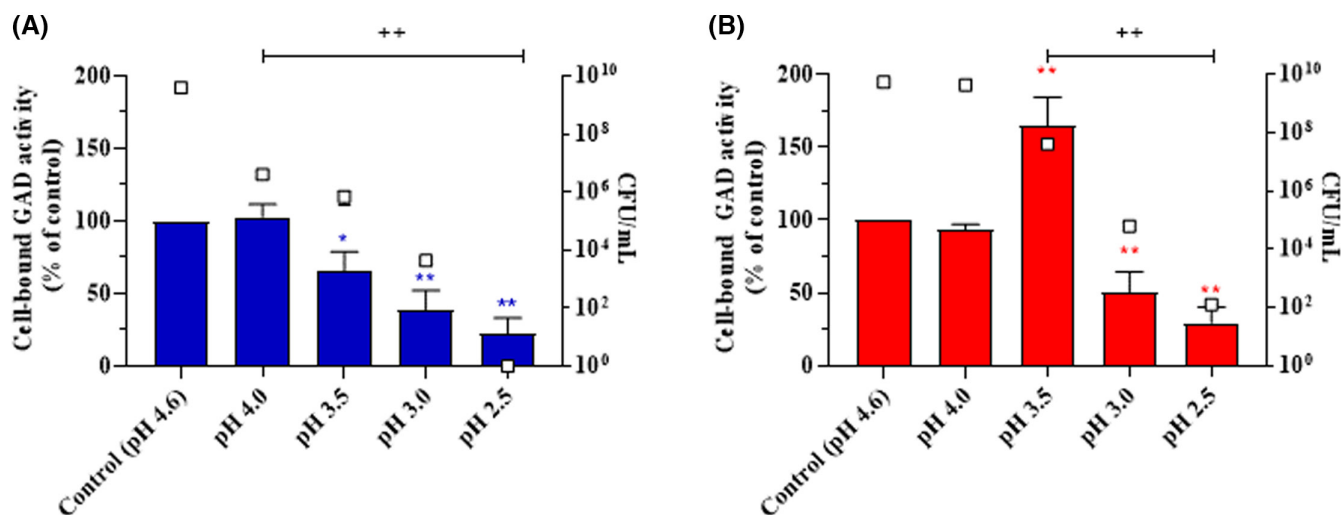 (A)
++
Cell-bound GAD activity
(% of control)
200
150
100
50
0
10^10
10^8
10^6
10^4
10^2
10^0
CFU/mL
*
**
**
Control (pH 4.6)
pH 4.0
pH 3.5
pH 3.0
pH 2.5
(B)
++
Cell-bound GAD activity
(% of control)
200
150
100
50
0
10^10
10^8
10^6
10^4
10^2
10^0
CFU/mL
**
**
**
Control (pH 4.6)
pH 4.0
pH 3.5
pH 3.0
pH 2.5